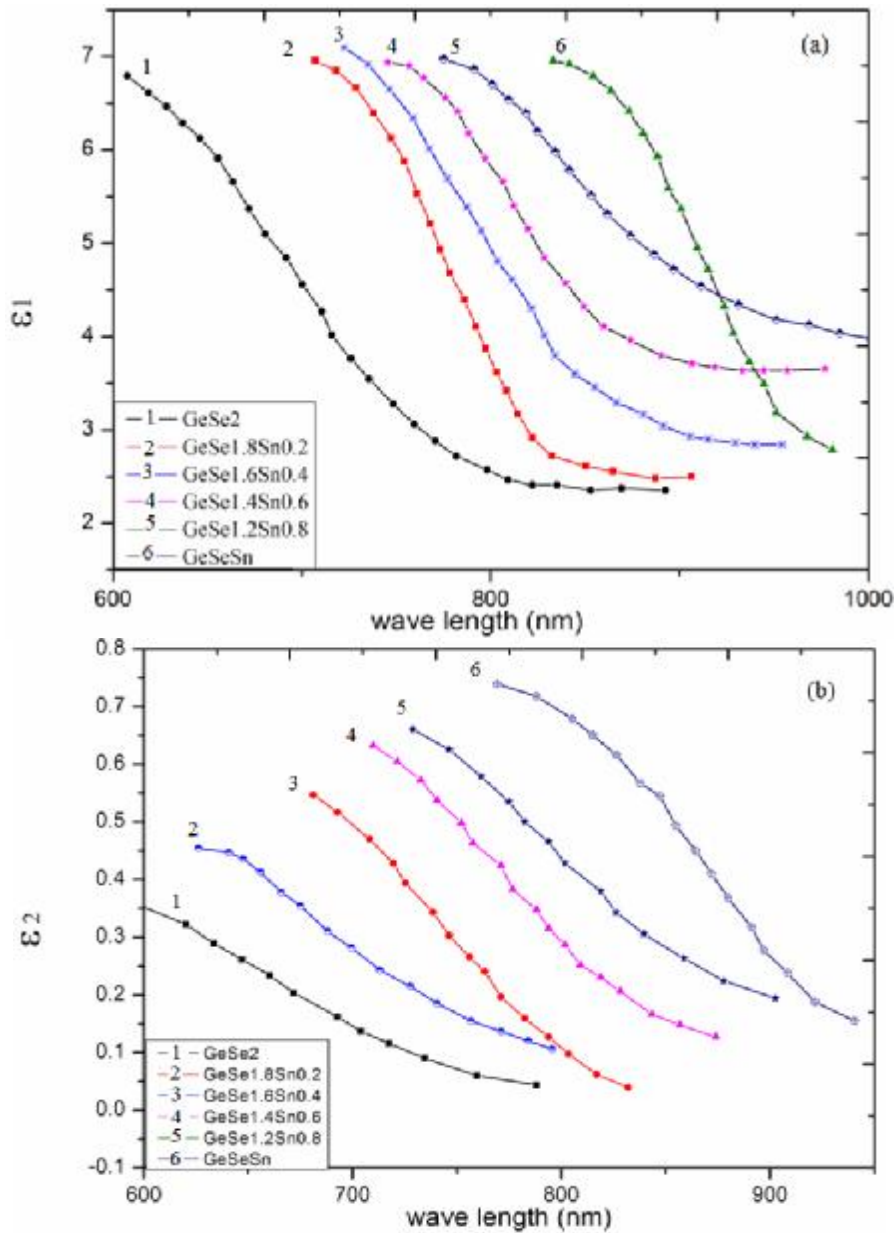 (a)
7
6
5
4
3
2
ε1
1
2
3
4
5
6
1 GeSe2
2 GeSe1.8Sn0.2
3 GeSe1.6Sn0.4
4 GeSe1.4Sn0.6
5 GeSe1.2Sn0.8
6 GeSeSn
600 800 1000
wave length (nm)
(b)
0.8
0.7
0.6
0.5
0.4
0.3
0.2
0.1
0.0
-0.1
ε2
1
2
3
4
5
6
1 GeSe2
2 GeSe1.8Sn0.2
3 GeSe1.6Sn0.4
4 GeSe1.4Sn0.6
5 GeSe1.2Sn0.8
6 GeSeSn
600 700 800 900
wave length (nm)